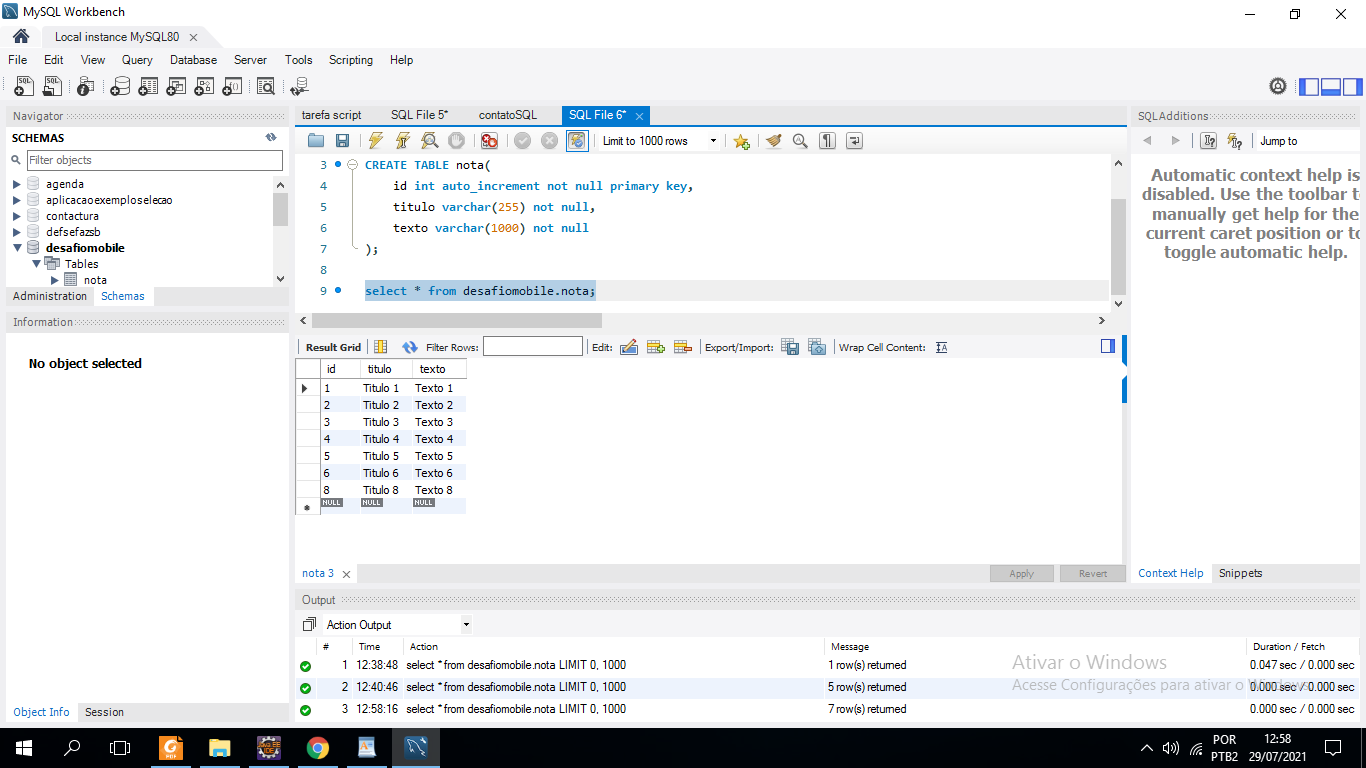 MySQL Workbench
Local instance MySQL80
File Edit View Query Database Server Tools Scripting Help
Navigator
SCHEMAS
Filter objects
agenda
aplicacaoexemploselecao
contactura
defsefazsb
desafiomobile
Tables
nota
Administration Schemas
Information
No object selected
Object Info Session
tarefa script SQL File 5* contatoSQL SQL File 6*
Limit to 1000 rows
3 CREATE TABLE nota(
4 id int auto_increment not null primary key,
5 titulo varchar(255) not null,
6 texto varchar(1000) not null
7 );
8
9 select * from desafiomobile.nota;
Result Grid Filter Rows: Edit: Export/Import: Wrap Cell Content:
id titulo texto
1 Titulo 1 Texto 1
2 Titulo 2 Texto 2
3 Titulo 3 Texto 3
4 Titulo 4 Texto 4
5 Titulo 5 Texto 5
6 Titulo 6 Texto 6
8 Titulo 8 Texto 8
NULL NULL NULL
nota 3
Apply Revert
SQLAdditions
Jump to
Automatic context help is
disabled. Use the toolbar t
manually get help for the
current caret position or to
toggle automatic help.
Context Help Snippets
Output
Action Output
# Time Action Message Duration / Fetch
1 12:38:48 select * from desafiomobile.nota LIMIT 0, 1000 1 row(s) returned 0.047 sec / 0.000 sec
2 12:40:46 select * from desafiomobile.nota LIMIT 0, 1000 5 row(s) returned 0.000 sec / 0.000 sec
3 12:58:16 select * from desafiomobile.nota LIMIT 0, 1000 7 row(s) returned 0.000 sec / 0.000 sec
Ativar o Windows
Acesse Configurações para ativar o Windows.
PDF
Java EE
IDE
POR
PTB2
12:58
29/07/2021